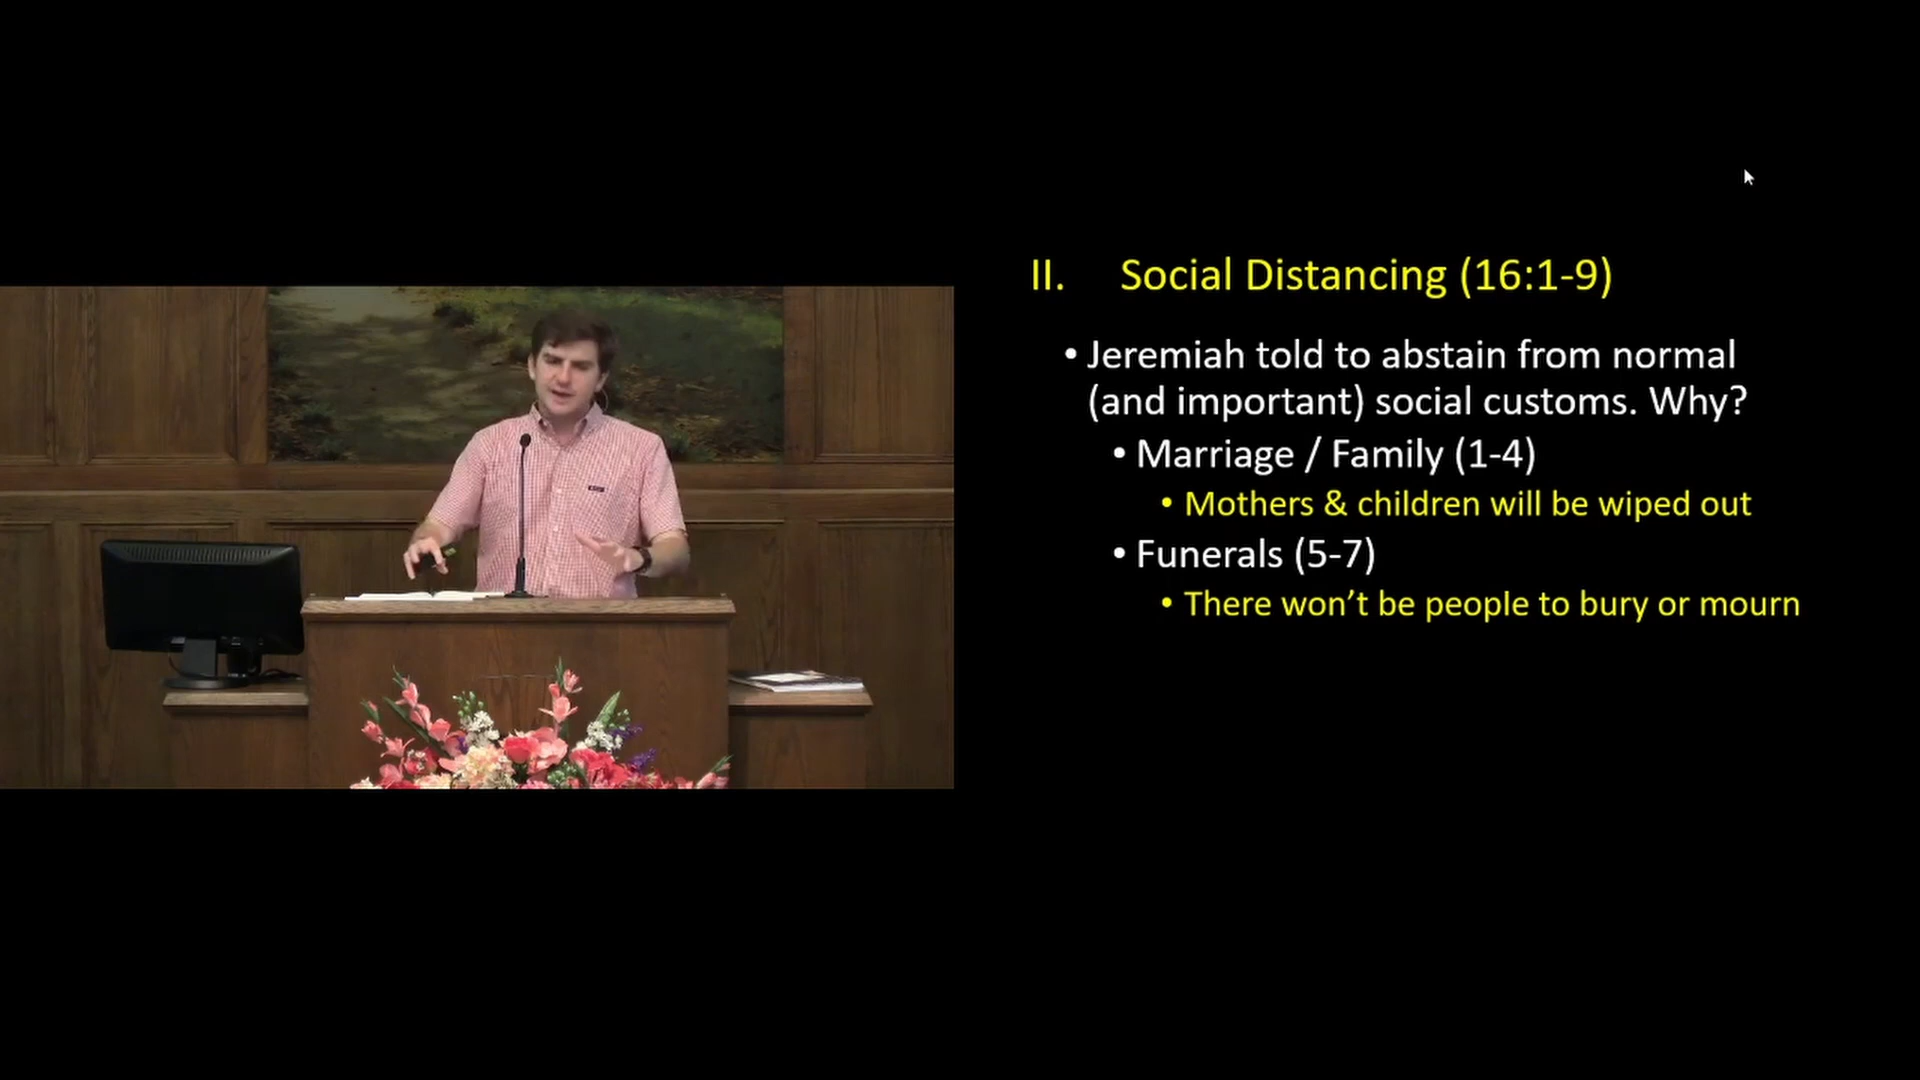 II. Social Distancing (16:1-9)
• Jeremiah told to abstain from normal
(and important) social customs. Why?
• Marriage / Family (1-4)
• Mothers & children will be wiped out
• Funerals (5-7)
• There won’t be people to bury or mourn